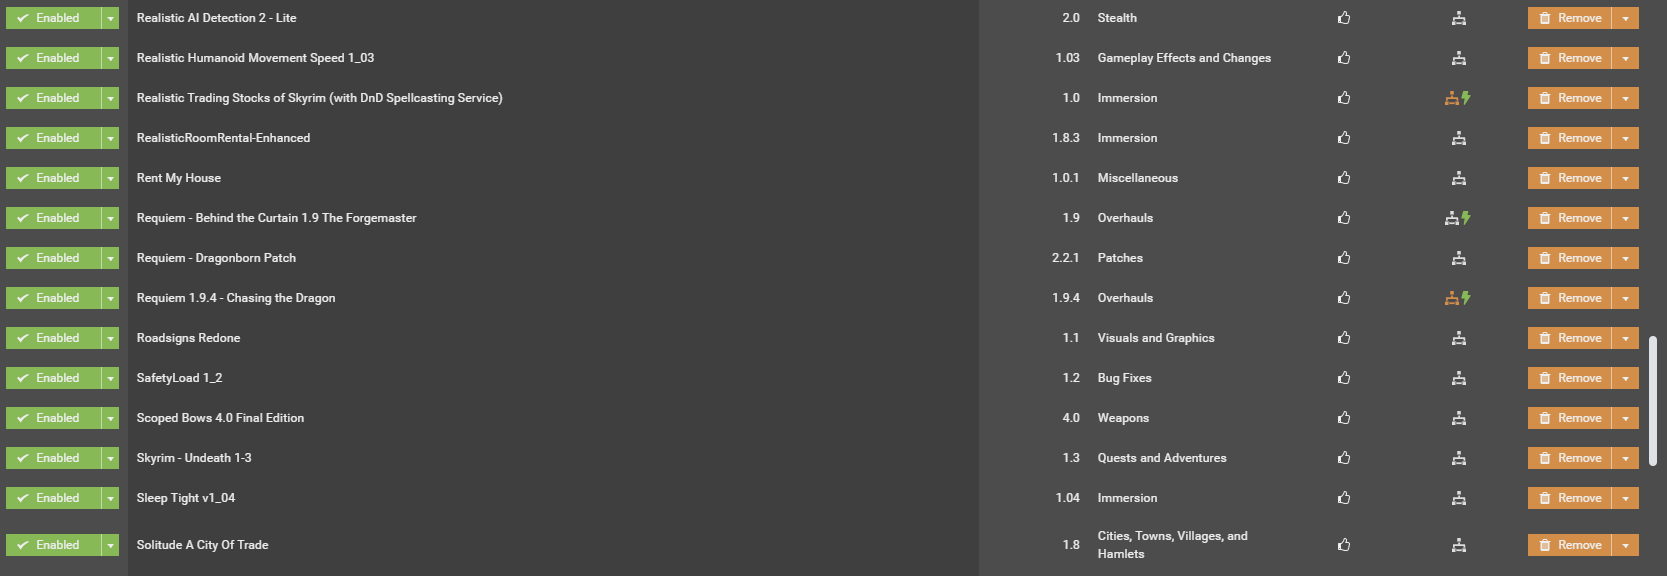 Enabled Realistic AI Detection 2 - Lite 2.0 Stealth Remove
Enabled Realistic Humanoid Movement Speed 1_03 1.03 Gameplay Effects and Changes Remove
Enabled Realistic Trading Stocks of Skyrim (with DnD Spellcasting Service) 1.0 Immersion Remove
Enabled RealisticRoomRental-Enhanced 1.8.3 Immersion Remove
Enabled Rent My House 1.0.1 Miscellaneous Remove
Enabled Requiem - Behind the Curtain 1.9 The Forgemaster 1.9 Overhauls Remove
Enabled Requiem - Dragonborn Patch 2.2.1 Patches Remove
Enabled Requiem 1.9.4 - Chasing the Dragon 1.9.4 Overhauls Remove
Enabled Roadsigns Redone 1.1 Visuals and Graphics Remove
Enabled SafetyLoad 1_2 1.2 Bug Fixes Remove
Enabled Scoped Bows 4.0 Final Edition 4.0 Weapons Remove
Enabled Skyrim - Undeath 1-3 1.3 Quests and Adventures Remove
Enabled Sleep Tight v1_04 1.04 Immersion Remove
Enabled Solitude A City Of Trade 1.8 Cities, Towns, Villages, and Remove
Hamlets